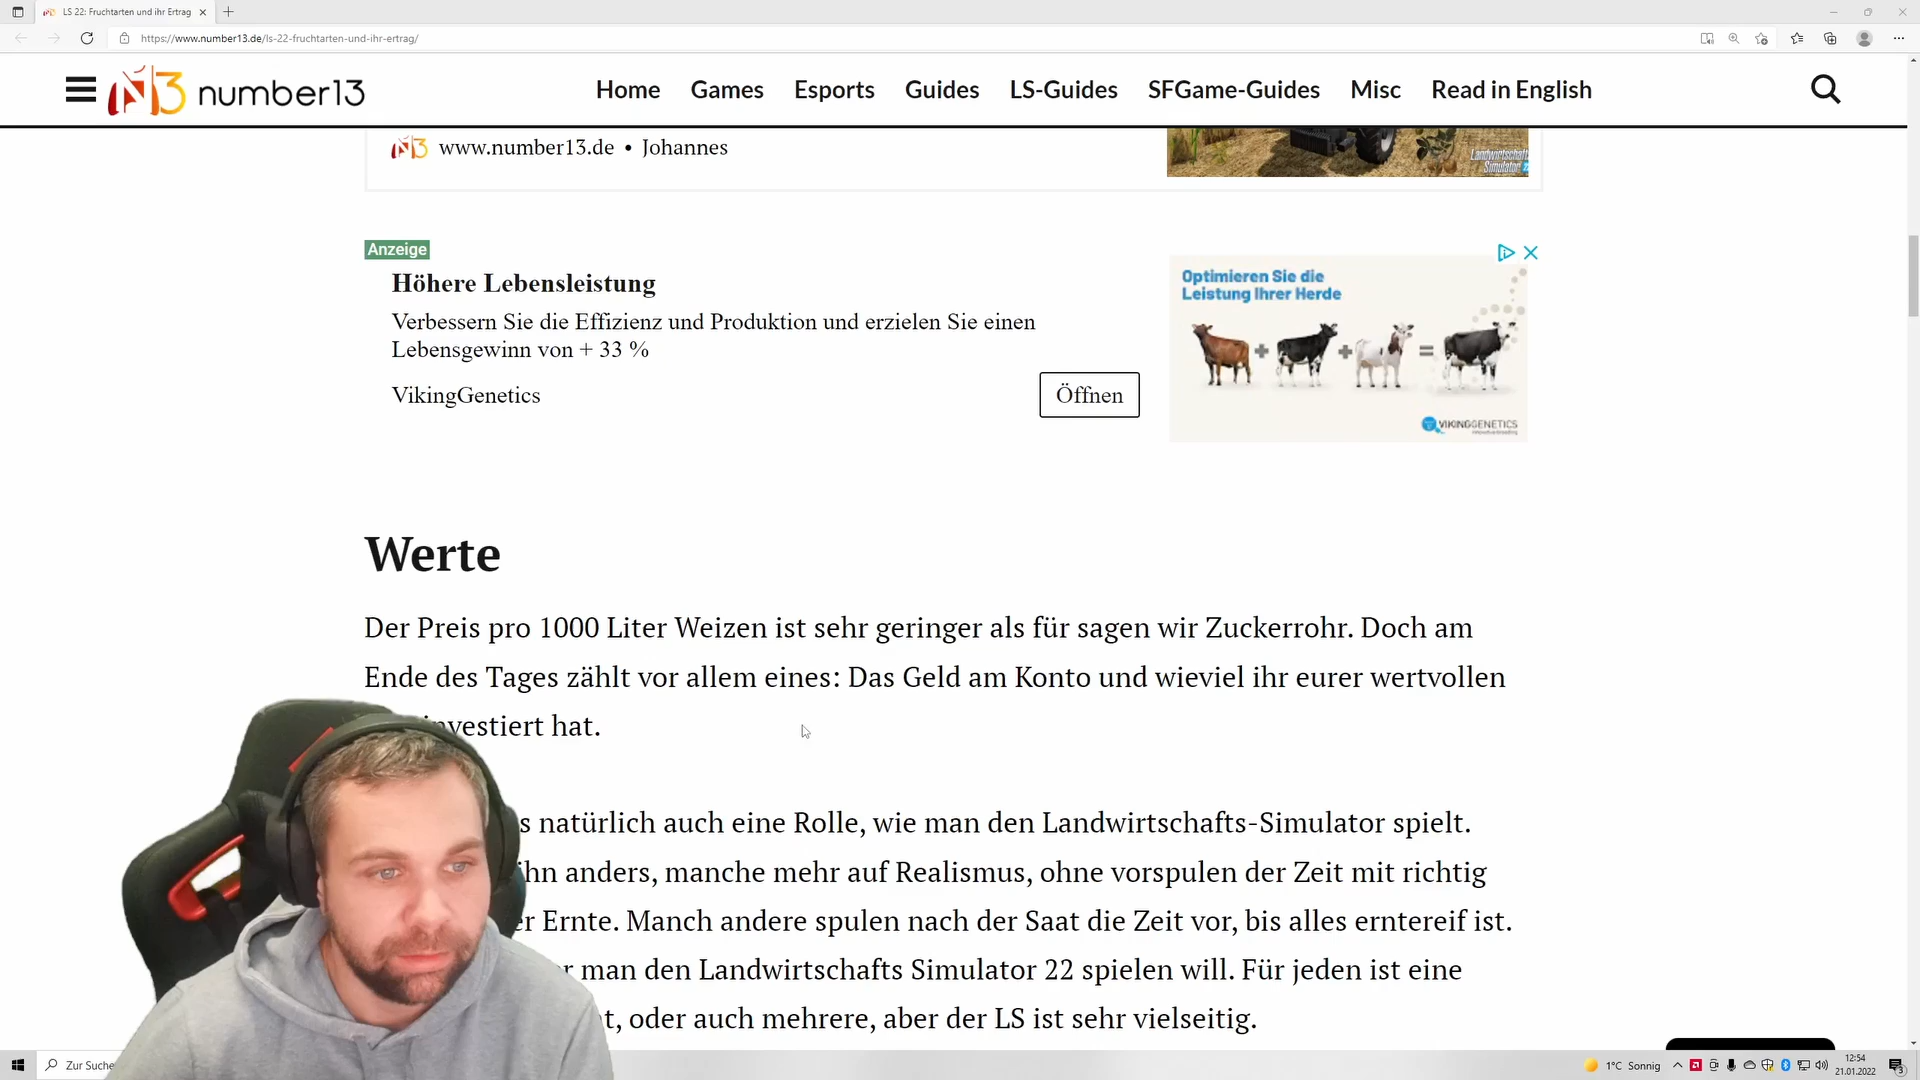 LS 22: Fruchtarten und ihr Ertrag
https://www.number13.de/ls-22-fruchtarten-und-ihr-ertrag/
number13
Home Games Esports Guides LS-Guides SFGame-Guides Misc Read in English
www.number13.de • Johannes
Landwirtschafts
Simulator 22
Anzeige
Höhere Lebensleistung
Verbessern Sie die Effizienz und Produktion und erzielen Sie einen
Lebensgewinn von + 33 %
VikingGenetics
Öffnen
Optimieren Sie die
Leistung Ihrer Herde
VIKINGGENETICS
Werte
Der Preis pro 1000 Liter Weizen ist sehr geringer als für sagen wir Zuckerrohr. Doch am
Ende des Tages zählt vor allem eines: Das Geld am Konto und wieviel ihr eurer wertvollen
investiert hat.
s natürlich auch eine Rolle, wie man den Landwirtschafts-Simulator spielt.
ihn anders, manche mehr auf Realismus, ohne vorspulen der Zeit mit richtig
er Ernte. Manch andere spulen nach der Saat die Zeit vor, bis alles erntereif ist.
r man den Landwirtschafts Simulator 22 spielen will. Für jeden ist eine
t, oder auch mehrere, aber der LS ist sehr vielseitig.
Zur Suche
1°C Sonnig
12:54
21.01.2022
3